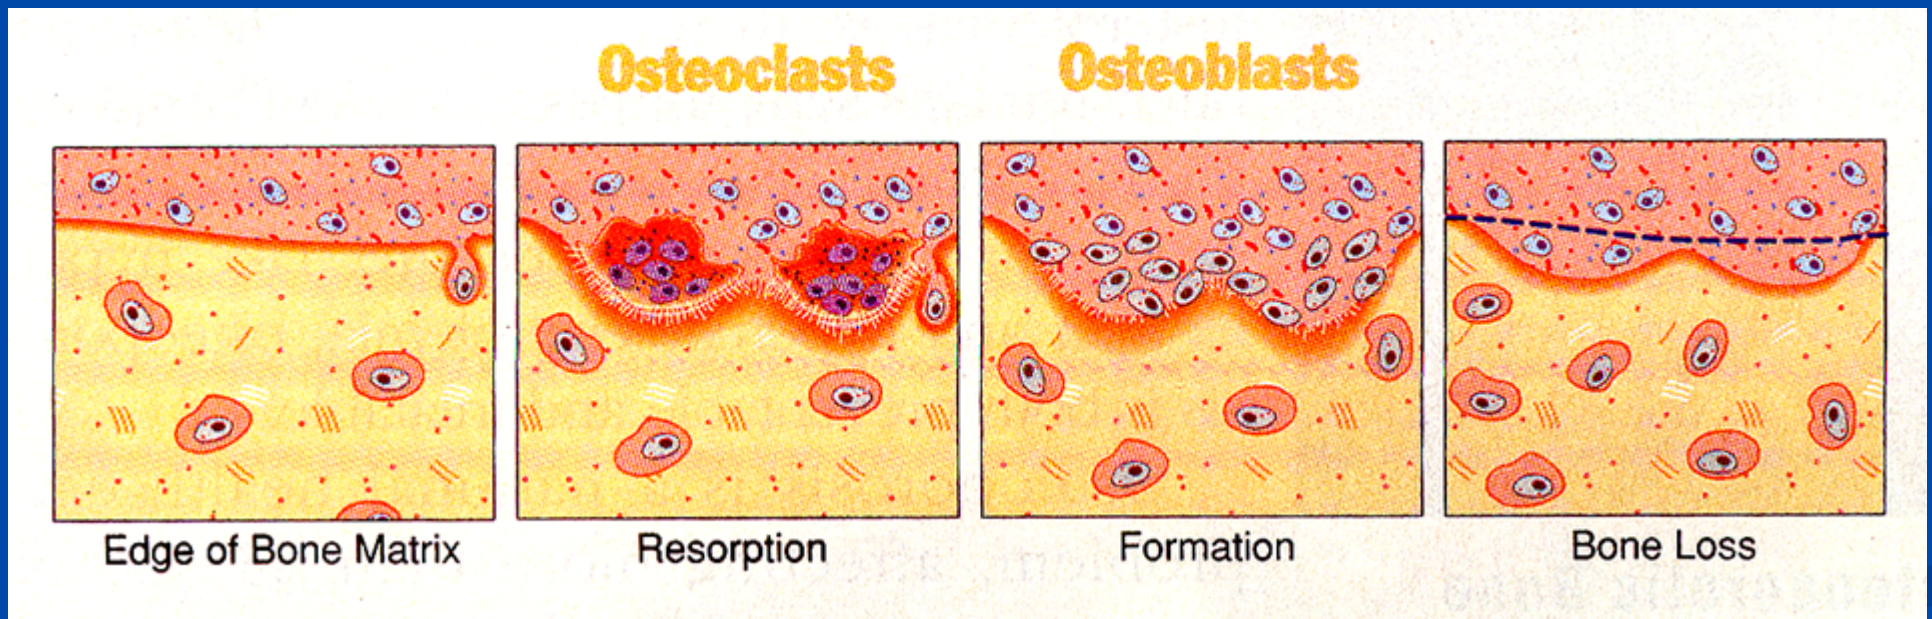 Osteoclasts Osteoblasts
Edge of Bone Matrix Resorption Formation Bone Loss